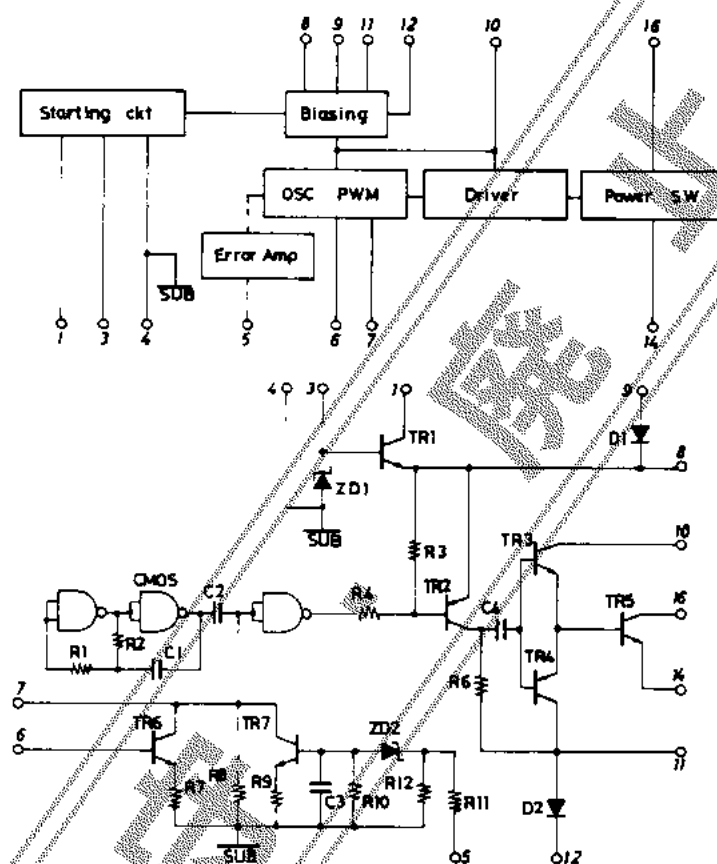 8 9 11 12 10 16
Starting ckt
Biasing
OSC PWM
Driver
Power S.W
Error Amp
SUB
1 3 4 5 6 7 14
4 3 1 9
TR1
D1
8
ZD1
SUB
R3
TR3
10
CMOS
C2
R4
TR2
C4
TR5
16
R1
R2
C1
R6
TR4
14
7
TR6
TR7
ZD2
6
11
R7
R8
R9
C3
R10
R12
R11
D2
SUB
5
12